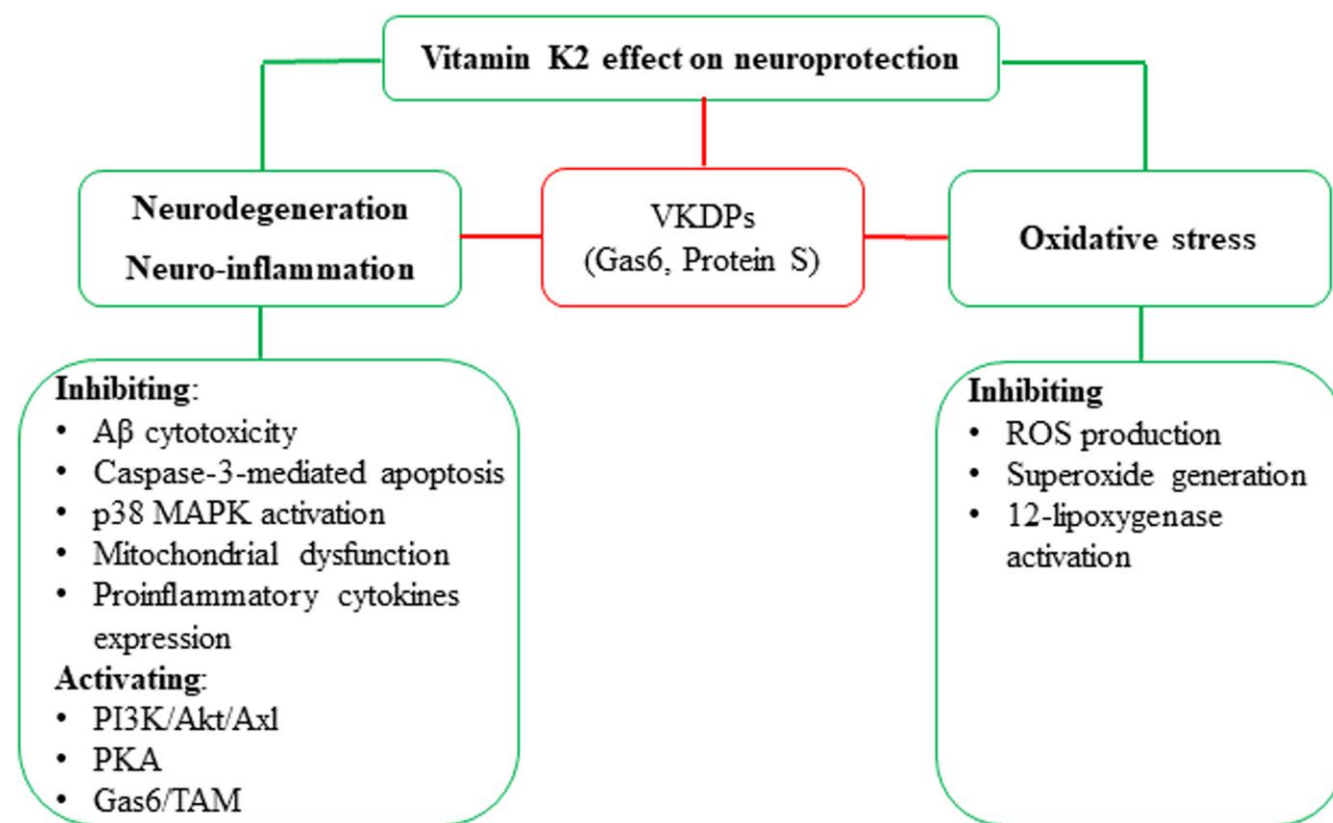 Vitamin K2 effect on neuroprotection
Neurodegeneration
Neuro-inflammation
VKDPs
(Gas6, Protein S)
Oxidative stress
Inhibiting:
• Aβ cytotoxicity
• Caspase-3-mediated apoptosis
• p38 MAPK activation
• Mitochondrial dysfunction
• Proinflammatory cytokines
expression
Activating:
• PI3K/Akt/Axl
• PKA
• Gas6/TAM
Inhibiting
• ROS production
• Superoxide generation
• 12-lipoxygenase
activation